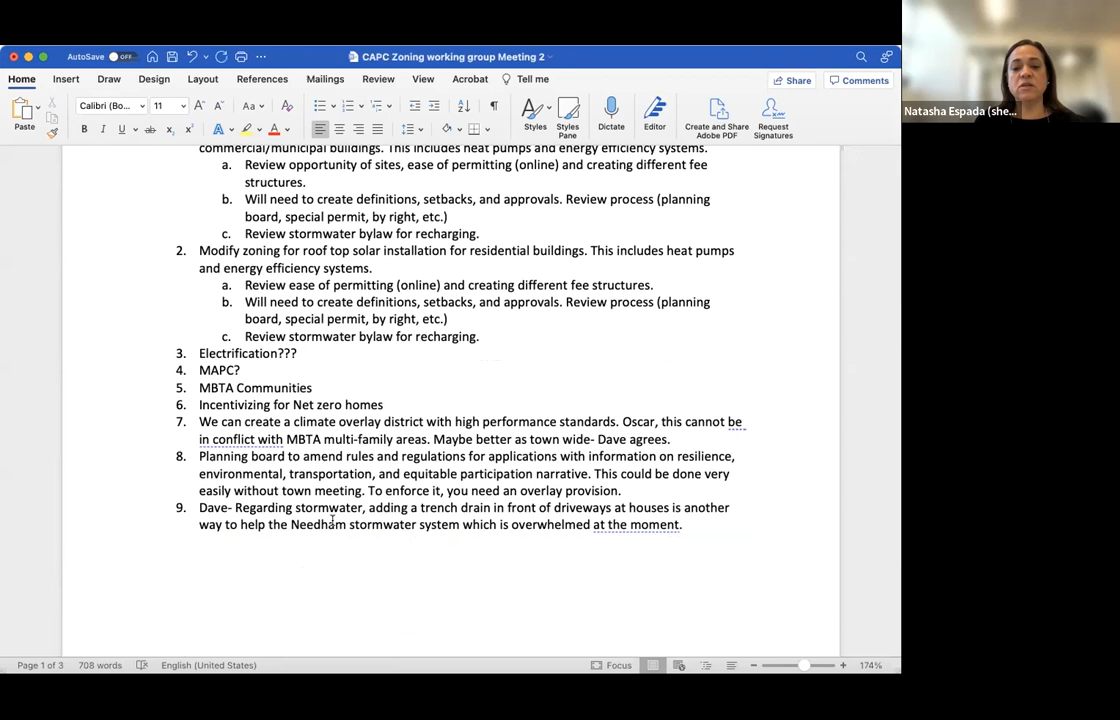 AutoSave OFF
CAPC Zoning working group Meeting 2
Home Insert Draw Design Layout References Mailings Review View Acrobat Tell me
Share Comments
Paste
Calibri (Bo... 11
Styles
Styles Pane
Dictate
Editor
Create and Share Adobe PDF
Request Signatures
Natasha Espada (she...
commercial/municipal buildings. This includes heat pumps and energy efficiency systems.
a. Review opportunity of sites, ease of permitting (online) and creating different fee
structures.
b. Will need to create definitions, setbacks, and approvals. Review process (planning
board, special permit, by right, etc.)
c. Review stormwater bylaw for recharging.
2. Modify zoning for roof top solar installation for residential buildings. This includes heat pumps
and energy efficiency systems.
a. Review ease of permitting (online) and creating different fee structures.
b. Will need to create definitions, setbacks, and approvals. Review process (planning
board, special permit, by right, etc.)
c. Review stormwater bylaw for recharging.
3. Electrification???
4. MAPC?
5. MBTA Communities
6. Incentivizing for Net zero homes
7. We can create a climate overlay district with high performance standards. Oscar, this cannot be
in conflict with MBTA multi-family areas. Maybe better as town wide- Dave agrees.
8. Planning board to amend rules and regulations for applications with information on resilience,
environmental, transportation, and equitable participation narrative. This could be done very
easily without town meeting. To enforce it, you need an overlay provision.
9. Dave- Regarding stormwater, adding a trench drain in front of driveways at houses is another
way to help the Needham stormwater system which is overwhelmed at the moment.
Page 1 of 3 708 words English (United States) Focus 174%